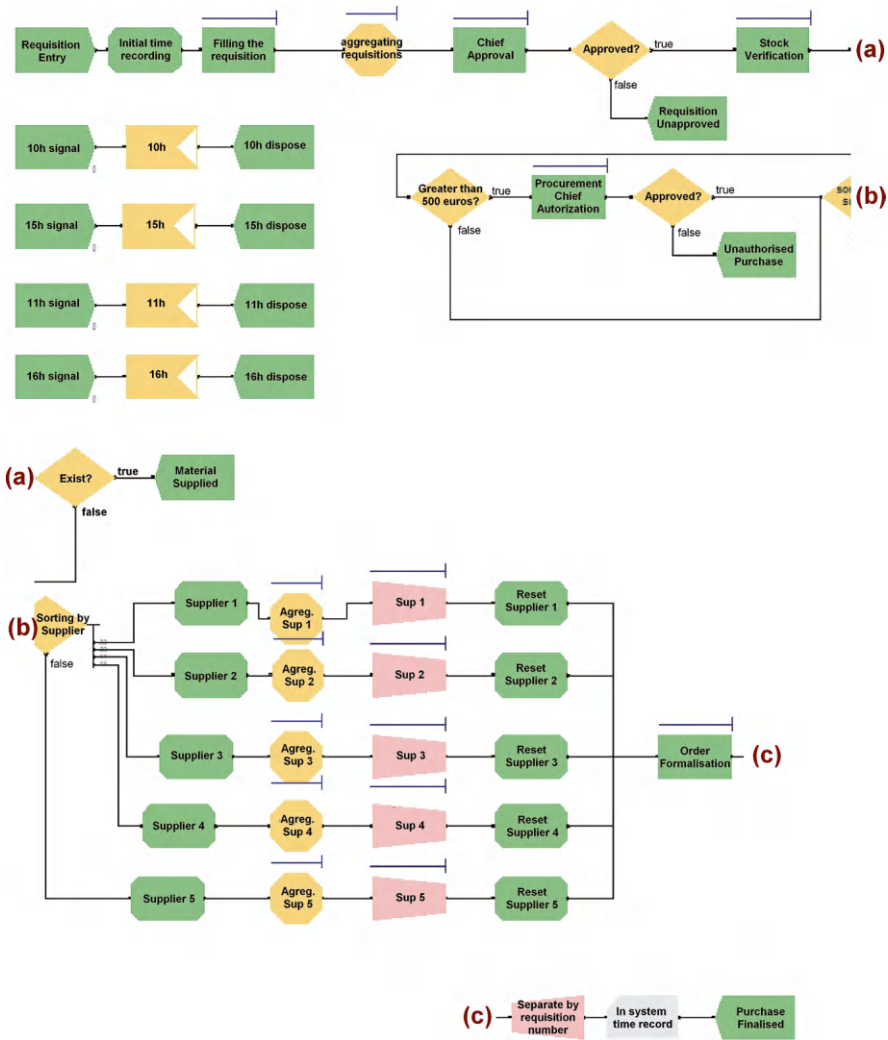 Requisition
Entry
Initial time
recording
Filling the
requisition
aggregating
requisitions
Chief
Approval
Approved?
true
false
Stock
Verification
(a)
Requisition
Unapproved
10h signal
10h
10h dispose
15h signal
15h
15h dispose
11h signal
11h
11h dispose
16h signal
16h
16h dispose
Greater than
500 euros?
true
false
Procurement
Chief
Autorization
Approved?
true
false
Unauthorised
Purchase
(b)
(a)
Exist?
true
false
Material
Supplied
(b)
Sorting by
Supplier
false
Supplier 1
Agreg.
Sup 1
Sup 1
Reset
Supplier 1
Supplier 2
Agreg.
Sup 2
Sup 2
Reset
Supplier 2
Supplier 3
Agreg.
Sup 3
Sup 3
Reset
Supplier 3
Supplier 4
Agreg.
Sup 4
Sup 4
Reset
Supplier 4
Supplier 5
Agreg.
Sup 5
Sup 5
Reset
Supplier 5
Order
Formalisation
(c)
(c)
Separate by
requisition
number
In system
time record
Purchase
Finalised